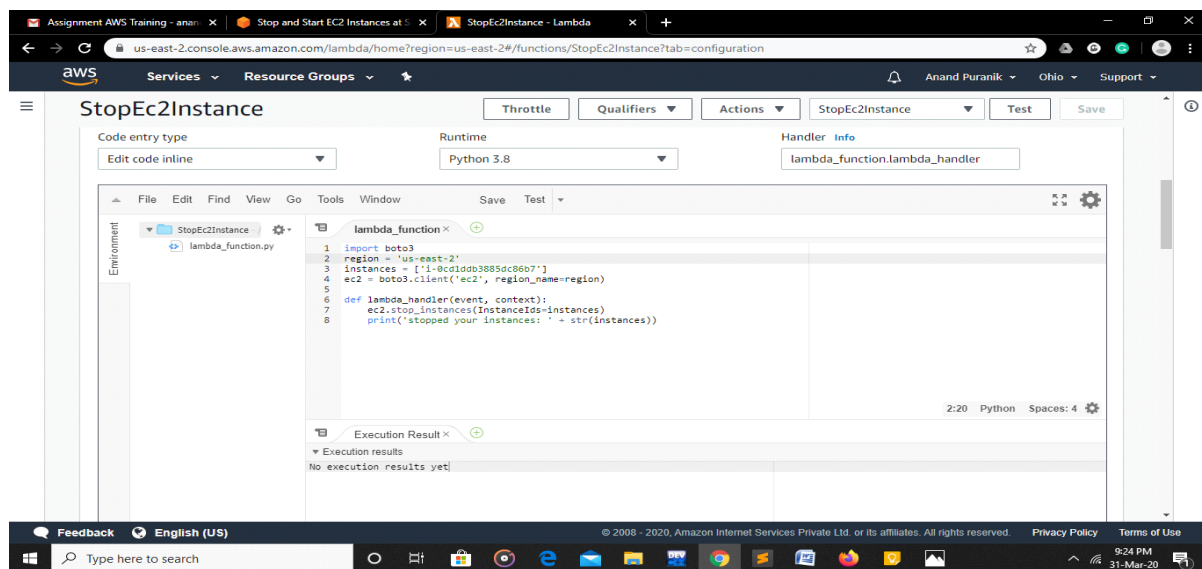 Assignment AWS Training - anan
Stop and Start EC2 Instances at S
StopEc2Instance - Lambda
us-east-2.console.aws.amazon.com/lambda/home?region=us-east-2#/functions/StopEc2Instance?tab=configuration
aws Services Resource Groups Anand Puranik Ohio Support
StopEc2Instance Throttle Qualifiers Actions StopEc2Instance Test Save
Code entry type Runtime Handler Info
Edit code inline Python 3.8 lambda_function.lambda_handler
File Edit Find View Go Tools Window Save Test
Environment
StopEc2Instance - /
lambda_function.py
lambda_function
1 import boto3
2 region = 'us-east-2'
3 instances = ['i-0cd1ddb3885dc86b7']
4 ec2 = boto3.client('ec2', region_name=region)
5
6 def lambda_handler(event, context):
7 ec2.stop_instances(InstanceIds=instances)
8 print('stopped your instances: ' + str(instances))
2:20 Python Spaces: 4
Execution Result
Execution results
No execution results yet
Feedback English (US) © 2008 - 2020, Amazon Internet Services Private Ltd. or its affiliates. All rights reserved. Privacy Policy Terms of Use
Type here to search
DEV
9:24 PM
31-Mar-20